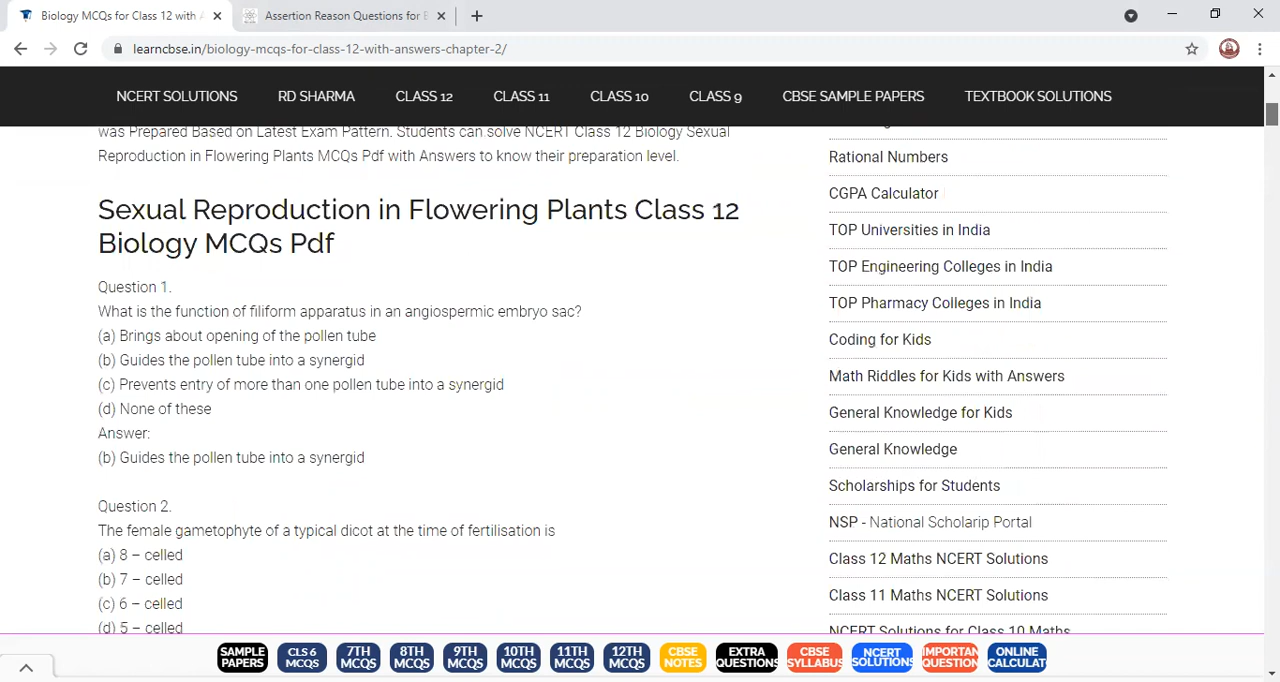 Biology MCQs for Class 12 with A
Assertion Reason Questions for B
learncbse.in/biology-mcqs-for-class-12-with-answers-chapter-2/
NCERT SOLUTIONS RD SHARMA CLASS 12 CLASS 11 CLASS 10 CLASS 9 CBSE SAMPLE PAPERS TEXTBOOK SOLUTIONS
was Prepared Based on Latest Exam Pattern. Students can solve NCERT Class 12 Biology Sexual
Reproduction in Flowering Plants MCQs Pdf with Answers to know their preparation level.
Sexual Reproduction in Flowering Plants Class 12
Biology MCQs Pdf
Question 1.
What is the function of filiform apparatus in an angiospermic embryo sac?
(a) Brings about opening of the pollen tube
(b) Guides the pollen tube into a synergid
(c) Prevents entry of more than one pollen tube into a synergid
(d) None of these
Answer:
(b) Guides the pollen tube into a synergid
Question 2.
The female gametophyte of a typical dicot at the time of fertilisation is
(a) 8 – celled
(b) 7 – celled
(c) 6 – celled
(d) 5 – celled
Rational Numbers
CGPA Calculator
TOP Universities in India
TOP Engineering Colleges in India
TOP Pharmacy Colleges in India
Coding for Kids
Math Riddles for Kids with Answers
General Knowledge for Kids
General Knowledge
Scholarships for Students
NSP - National Scholarip Portal
Class 12 Maths NCERT Solutions
Class 11 Maths NCERT Solutions
NCERT Solutions for Class 10 Maths
SAMPLE PAPERS
CLS 6 MCQS
7TH MCQS
8TH MCQS
9TH MCQS
10TH MCQS
11TH MCQS
12TH MCQS
CBSE NOTES
EXTRA QUESTIONS
CBSE SYLLABUS
NCERT SOLUTIONS
IMPORTAN QUESTION
ONLINE CALCULAT